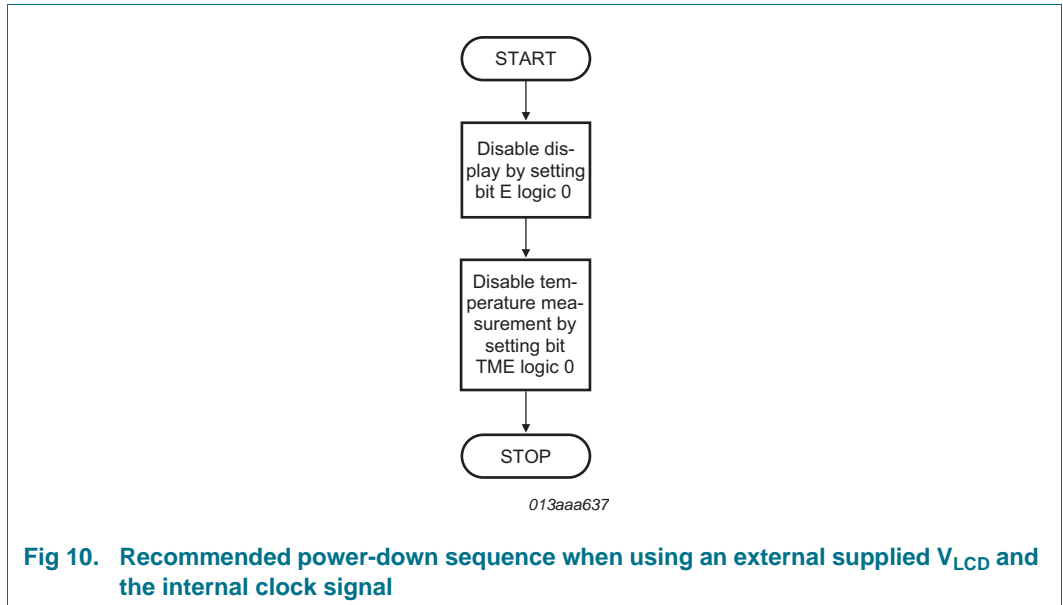 START
Disable dis-
play by setting
bit E logic 0
Disable tem-
perature mea-
surement by
setting bit
TME logic 0
STOP
013aaa637
Fig 10. Recommended power-down sequence when using an external supplied VLCD and
the internal clock signal